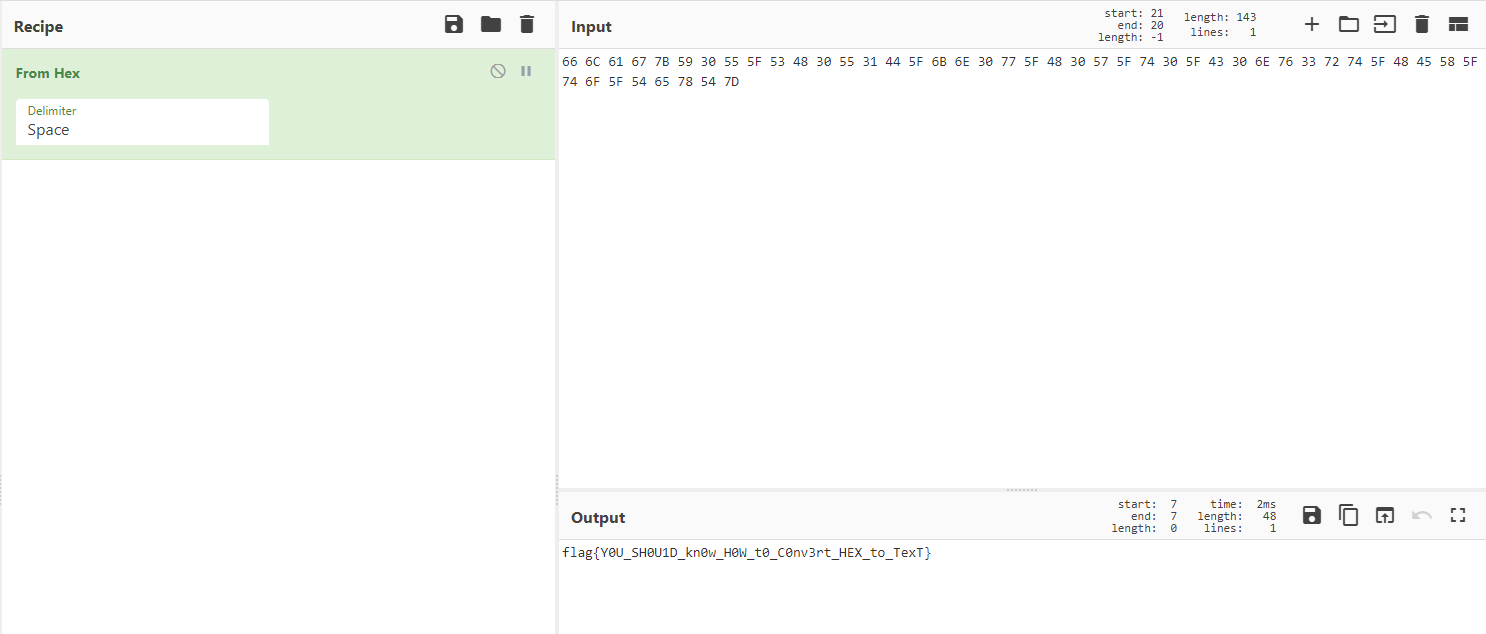 Recipe
From Hex
Delimiter
Space
Input
start: 21
end: 20
length: -1
length: 143
lines: 1
66 6C 61 67 7B 59 30 55 5F 53 48 30 55 31 44 5F 6B 6E 30 77 5F 48 30 57 5F 74 30 5F 43 30 6E 76 33 72 74 5F 48 45 58 5F
74 6F 5F 54 65 78 54 7D
Output
start: 7
end: 7
length: 0
time: 2ms
length: 48
lines: 1
flag{Y0U_SH0U1D_kn0w_H0W_t0_C0nv3rt_HEX_to_TexT}